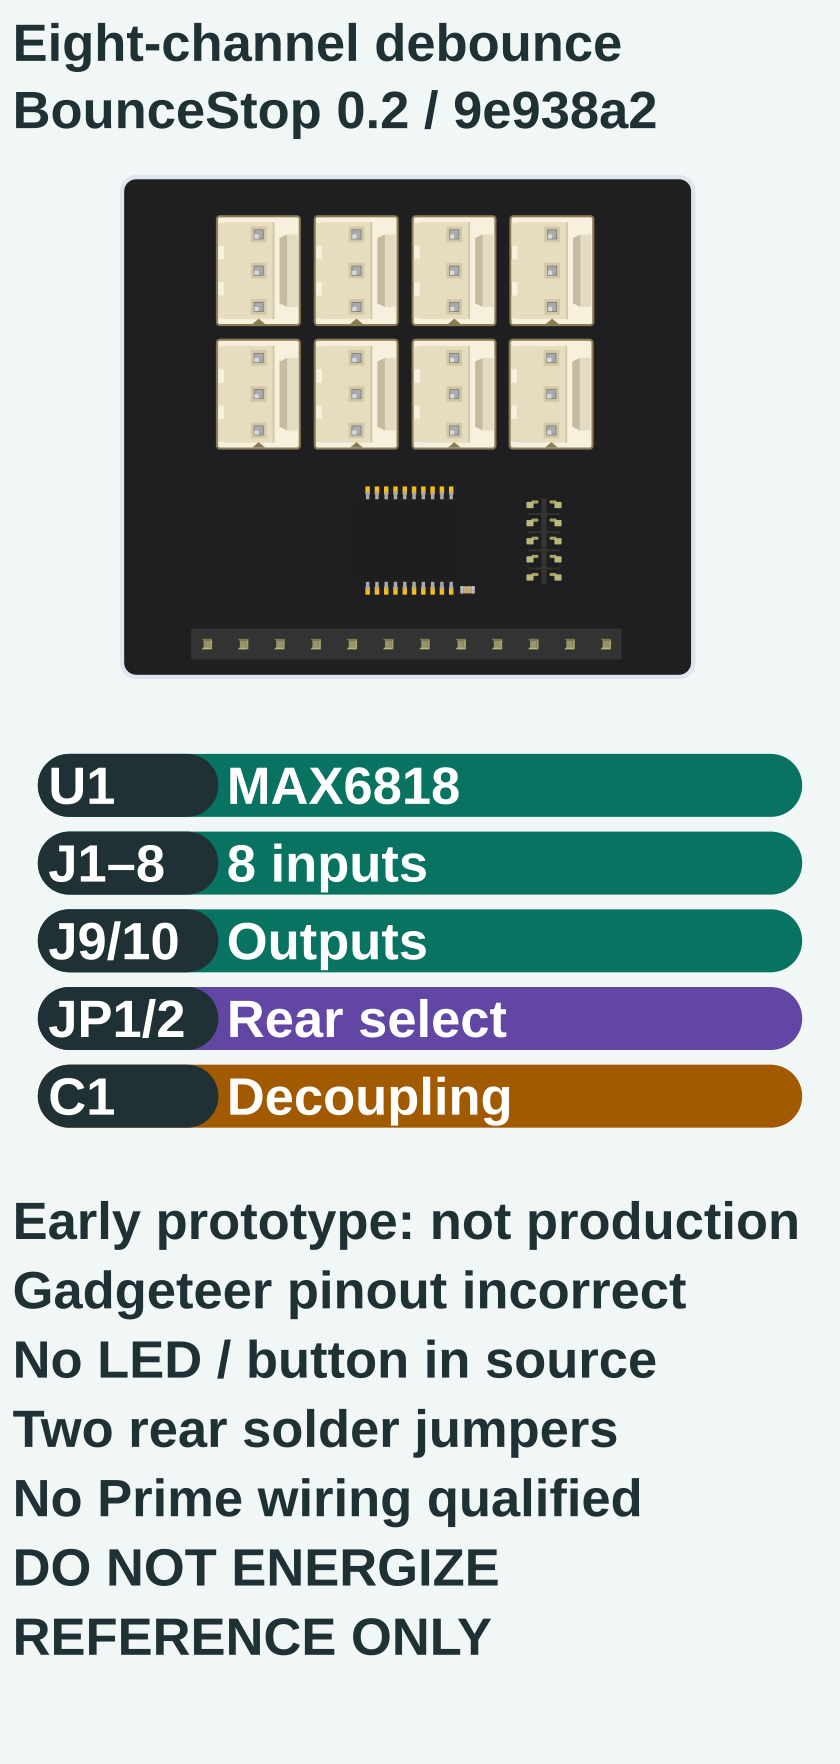 Eight-channel debounce
BounceStop 0.2 / 9e938a2
U1 MAX6818
J1–8 8 inputs
J9/10 Outputs
JP1/2 Rear select
C1 Decoupling
Early prototype: not production
Gadgeteer pinout incorrect
No LED / button in source
Two rear solder jumpers
No Prime wiring qualified
DO NOT ENERGIZE
REFERENCE ONLY